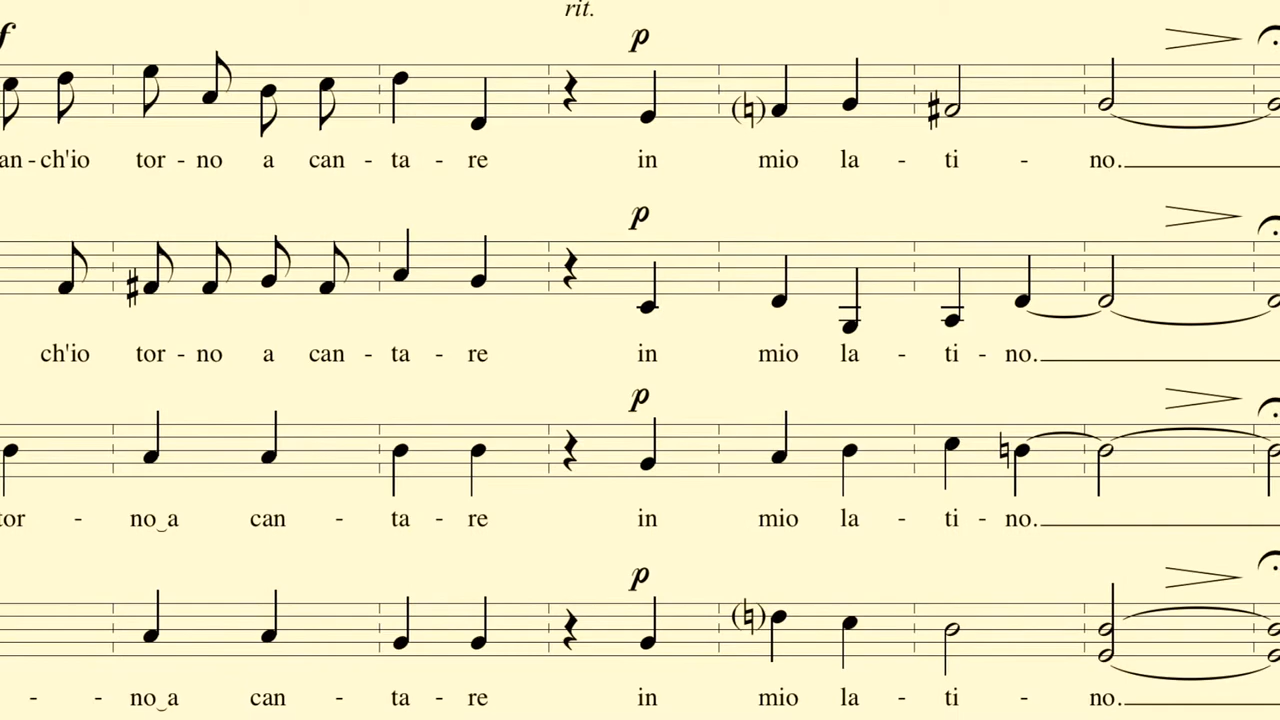 rit.
f p
an - ch'io tor - no a can - ta - re in mio la - ti - no.
p
ch'io tor - no a can - ta - re in mio la - ti - no.
p
tor - no‿a can - ta - re in mio la - ti - no.
p
- - no‿a can - ta - re in mio la - ti - no.